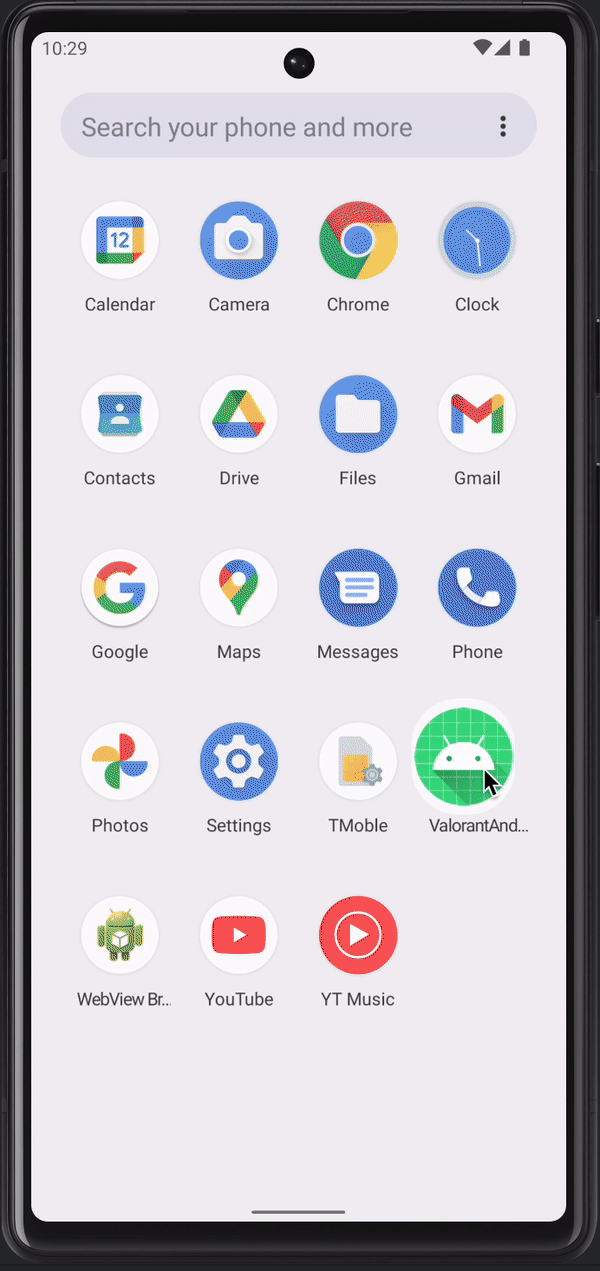 10:29
Search your phone and more
12
Calendar Camera Chrome Clock
Contacts Drive Files Gmail
Google Maps Messages Phone
Photos Settings TMoble ValorantAnd...
WebView Br... YouTube YT Music